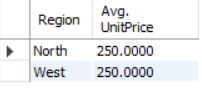 Region Avg.
UnitPrice
North 250.0000
West 250.0000